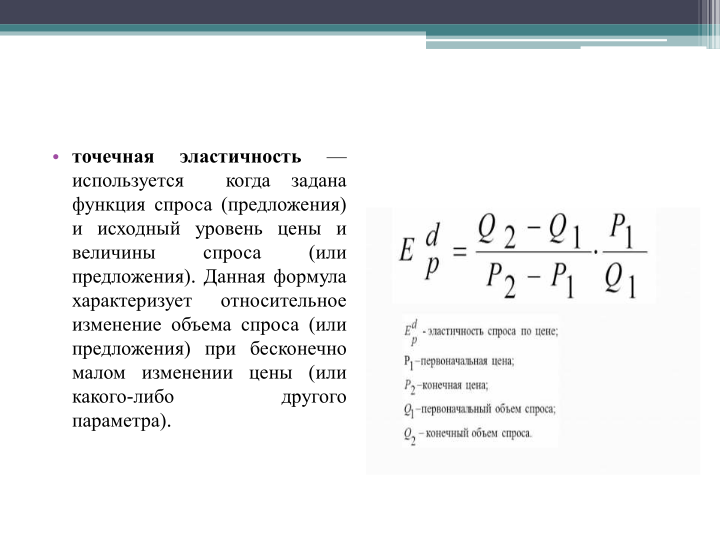 • точечная эластичность —
используется когда задана
функция спроса (предложения)
и исходный уровень цены и
величины спроса (или
предложения). Данная формула
характеризует относительное
изменение объема спроса (или
предложения) при бесконечно
малом изменении цены (или
какого-либо другого
параметра).
E d p = Q2 − Q1 / P2 − P1 · P1 / Q1
E d p - эластичность спроса по цене;
P1 –первоначальная цена;
P2 –конечная цена;
Q1 –первоначальный объем спроса;
Q2 – конечный объем спроса.